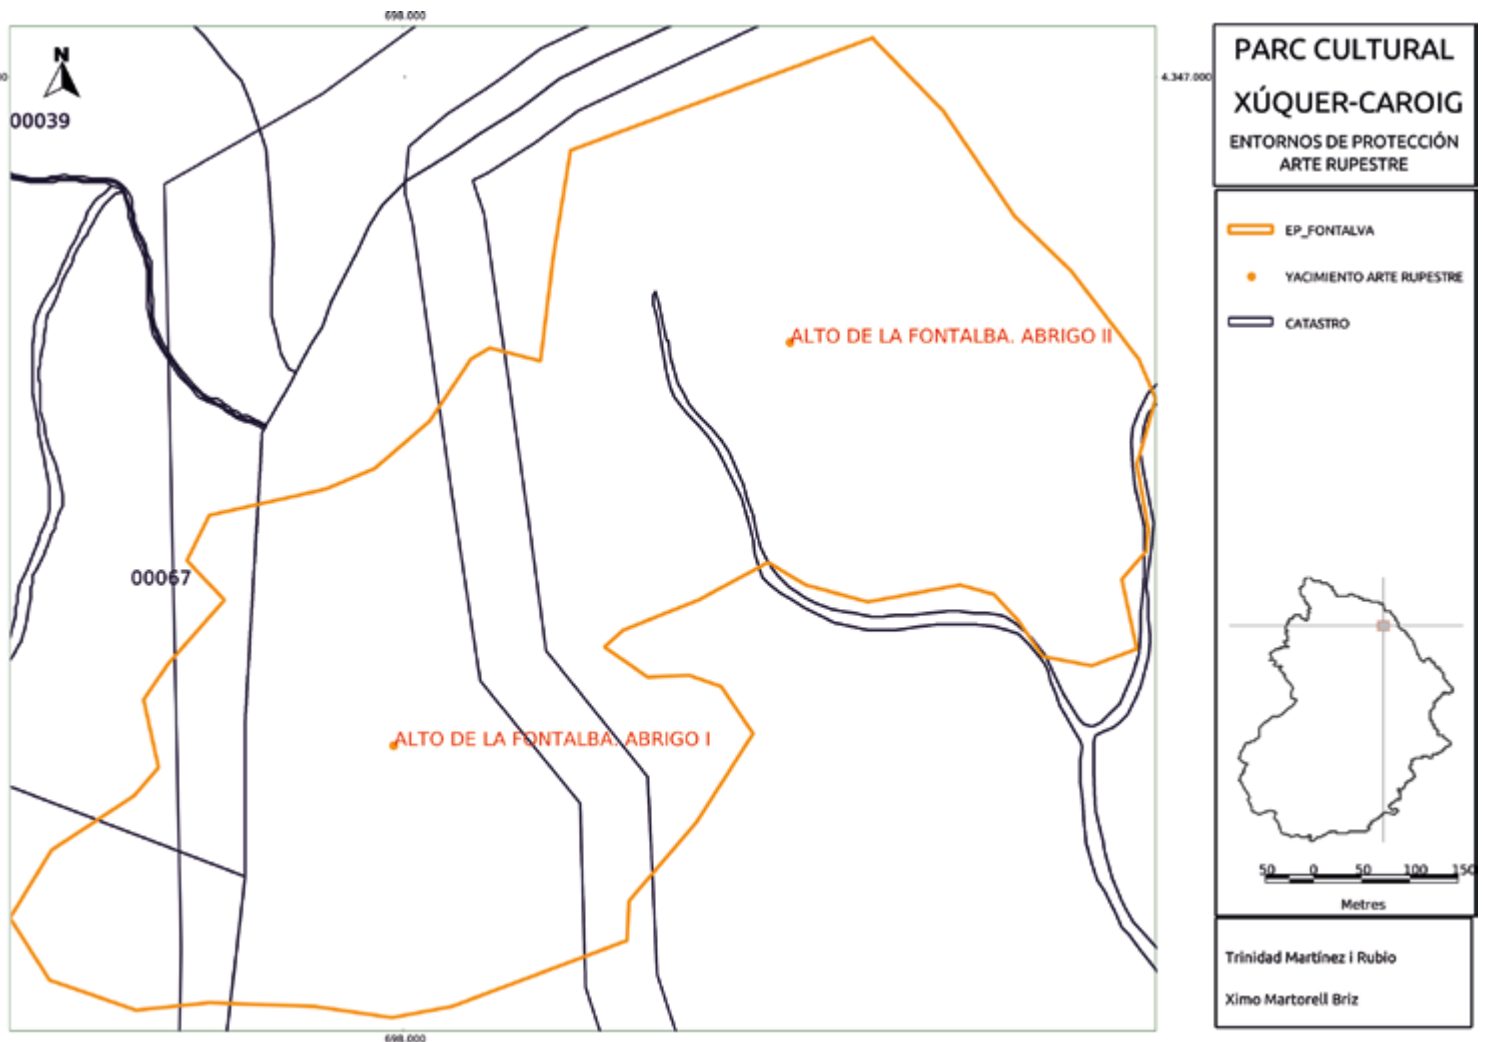 698.000
N
4.347.000
00039
ALTO DE LA FONTALBA. ABRIGO II
00067
ALTO DE LA FONTALBA. ABRIGO I
698.000
PARC CULTURAL
XÚQUER-CAROIG
ENTORNOS DE PROTECCIÓN
ARTE RUPESTRE
EP_FONTALVA
YACIMIENTO ARTE RUPESTRE
CATASTRO
50 0 50 100 150
Metres
Trinidad Martínez i Rubio
Ximo Martorell Briz